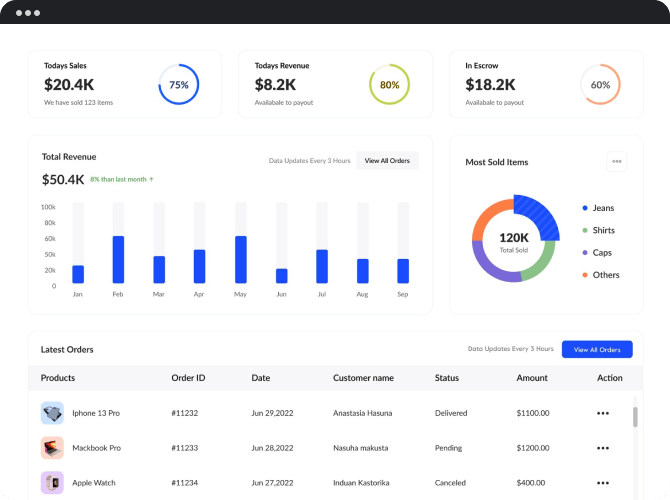 Todays Sales
$20.4K
We have sold 123 items
75%
Todays Revenue
$8.2K
Availabale to payout
80%
In Escrow
$18.2K
Availabale to payout
60%
Total Revenue
Data Updates Every 3 Hours
View All Orders
$50.4K 8% than last month ↑
100k
80k
60k
50k
20k
0
Jan Feb Mar Apr May Jun Jul Aug Sep
Most Sold Items
120K
Total Sold
Jeans
Shirts
Caps
Others
Latest Orders
Data Updates Every 3 Hours
View All Orders
Products Order ID Date Customer name Status Amount Action
Iphone 13 Pro #11232 Jun 29,2022 Anastasia Hasuna Delivered $1100.00
Mackbook Pro #11233 Jun 28,2022 Nasuha makusta Pending $1200.00
Apple Watch #11234 Jun 27,2022 Induan Kastorika Canceled $400.00